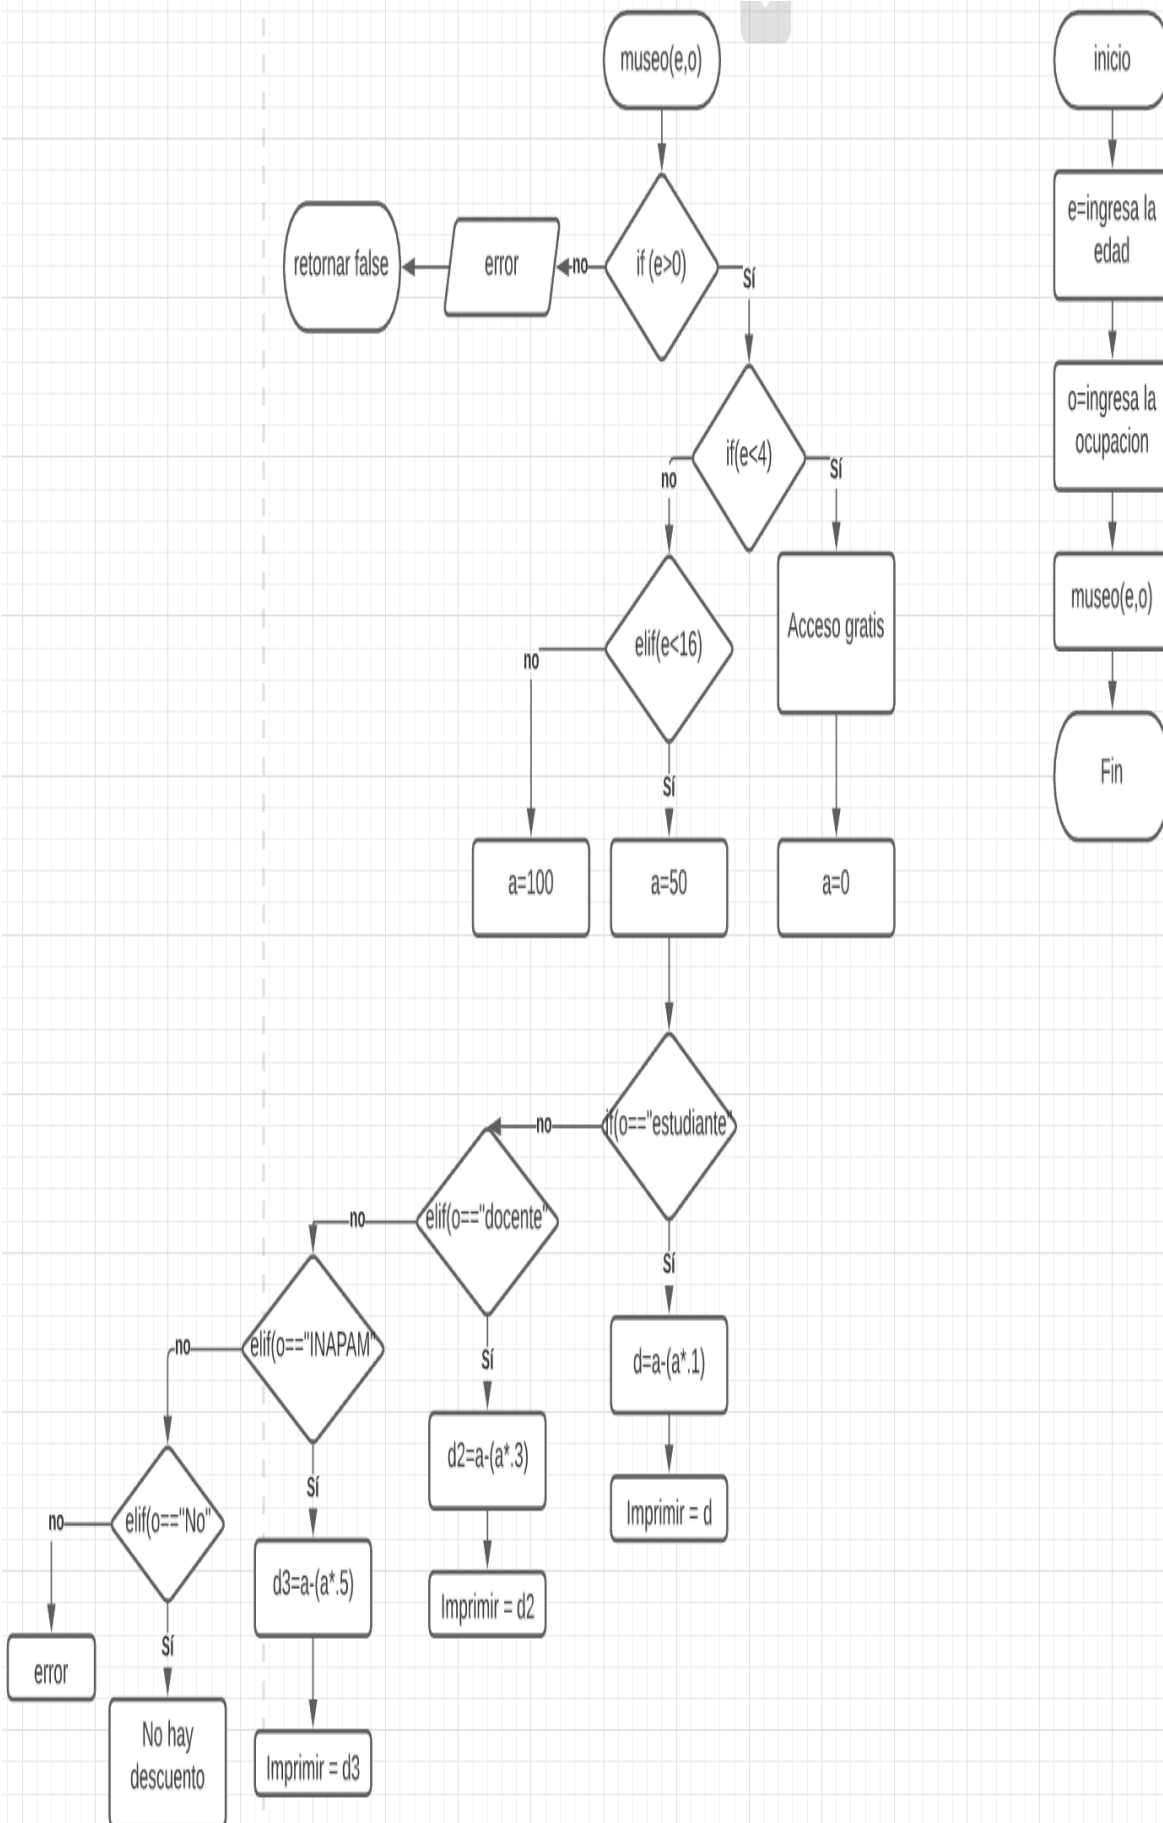 museo(e,o)
inicio
e=ingresa la
edad
if (e>0)
no
error
retornar false
Sí
o=ingresa la
ocupacion
if(e<4)
no
Sí
museo(e,o)
elif(e<16)
Acceso gratis
no
Sí
Fin
a=100
a=50
a=0
if(o=="estudiante"
no
Sí
elif(o=="docente"
no
Sí
elif(o=="INAPAM"
no
Sí
d=a-(a*.1)
Imprimir = d
d2=a-(a*.3)
Imprimir = d2
elif(o=="No"
no
Sí
d3=a-(a*.5)
Imprimir = d3
error
No hay
descuento